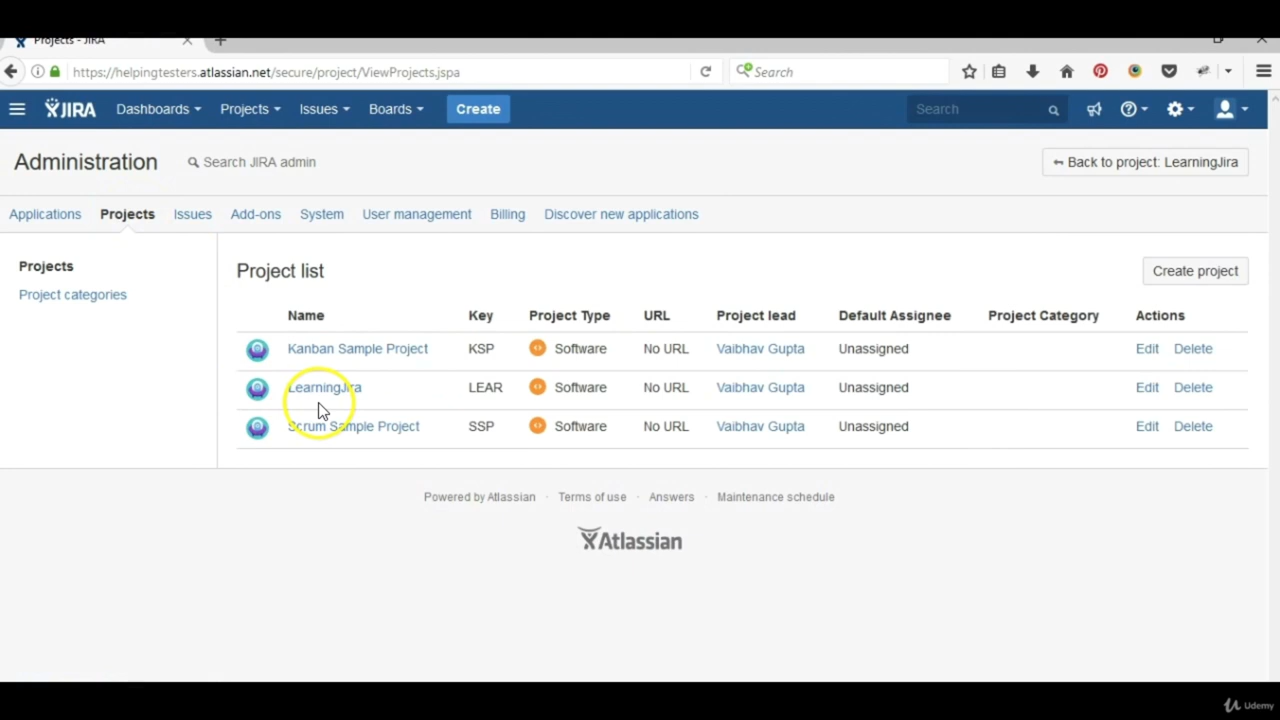 Projects - JIRA
https://helpingtesters.atlassian.net/secure/project/ViewProjects.jspa
Search
JIRA Dashboards Projects Issues Boards Create Search
Administration Search JIRA admin Back to project: LearningJira
Applications Projects Issues Add-ons System User management Billing Discover new applications
Projects
Project categories
Project list Create project
Name Key Project Type URL Project lead Default Assignee Project Category Actions
Kanban Sample Project KSP Software No URL Vaibhav Gupta Unassigned Edit Delete
LearningJira LEAR Software No URL Vaibhav Gupta Unassigned Edit Delete
Scrum Sample Project SSP Software No URL Vaibhav Gupta Unassigned Edit Delete
Powered by Atlassian · Terms of use · Answers · Maintenance schedule
Atlassian
Udemy